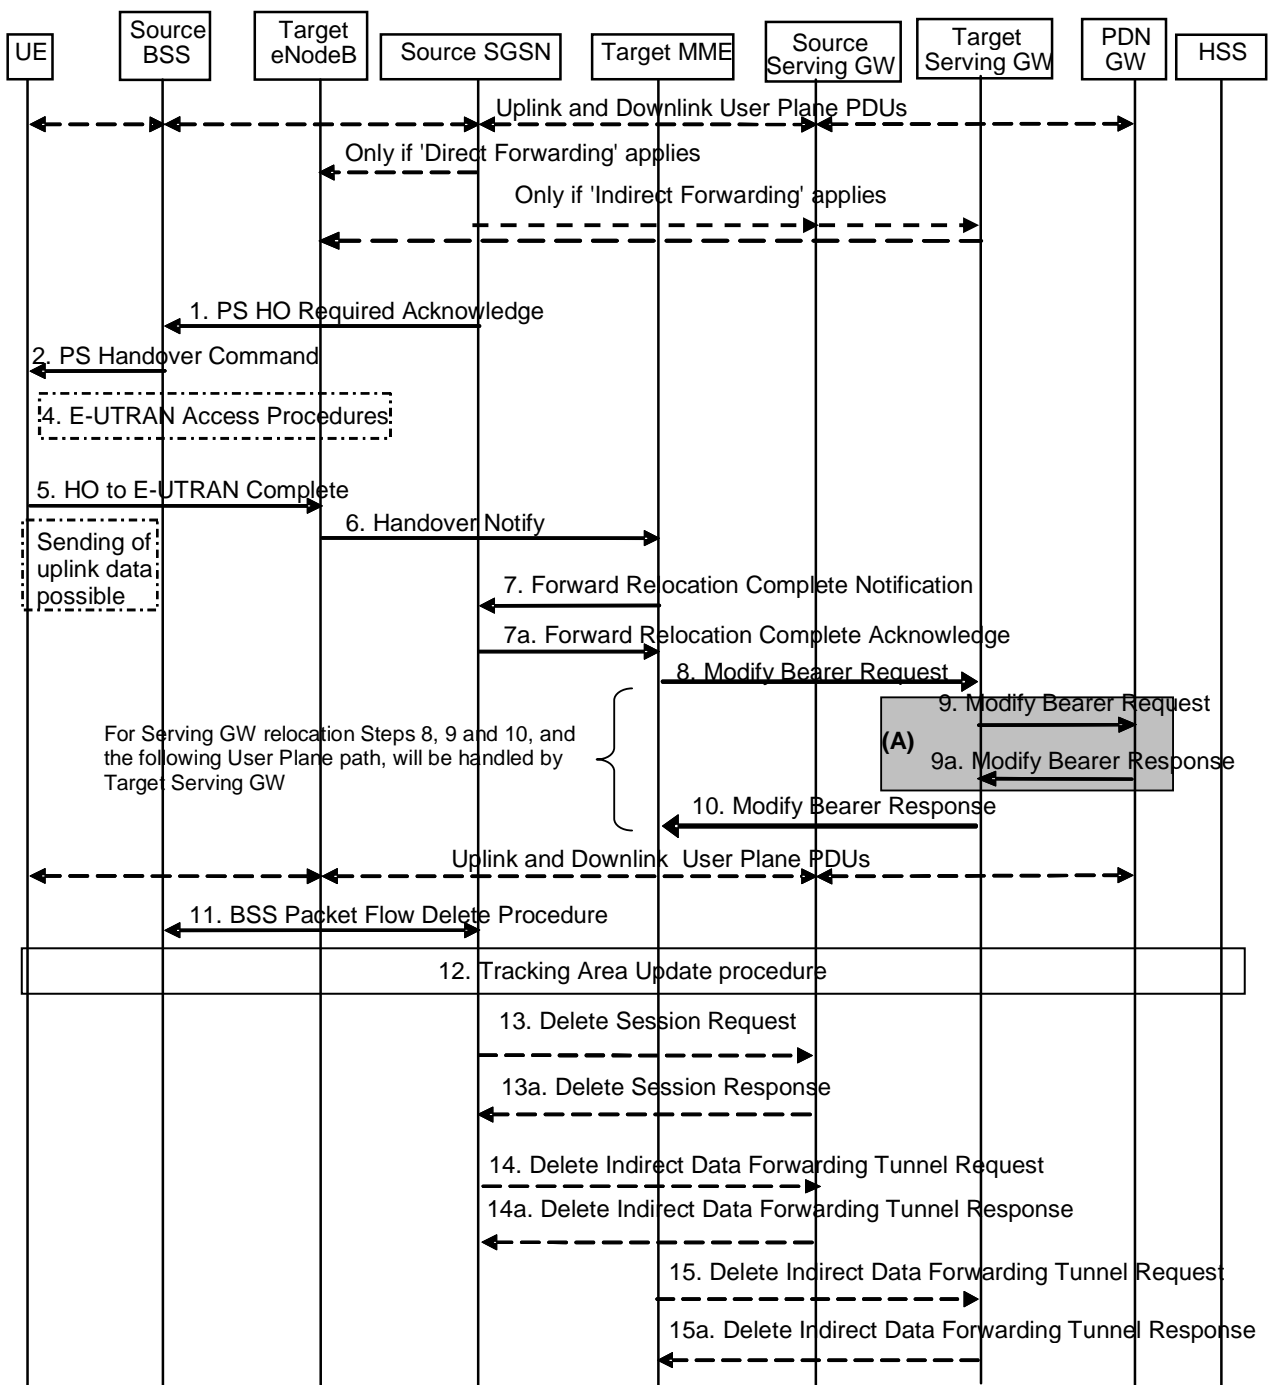 UE
Source
BSS
Target
eNodeB
Source SGSN
Target MME
Source
Serving GW
Target
Serving GW
PDN
GW
HSS
Uplink and Downlink User Plane PDUs
Only if 'Direct Forwarding' applies
Only if 'Indirect Forwarding' applies
1. PS HO Required Acknowledge
2. PS Handover Command
4. E-UTRAN Access Procedures
5. HO to E-UTRAN Complete
6. Handover Notify
Sending of
uplink data
possible
7. Forward Relocation Complete Notification
7a. Forward Relocation Complete Acknowledge
8. Modify Bearer Request
9. Modify Bearer Request
(A)
9a. Modify Bearer Response
For Serving GW relocation Steps 8, 9 and 10, and
the following User Plane path, will be handled by
Target Serving GW
10. Modify Bearer Response
Uplink and Downlink User Plane PDUs
11. BSS Packet Flow Delete Procedure
12. Tracking Area Update procedure
13. Delete Session Request
13a. Delete Session Response
14. Delete Indirect Data Forwarding Tunnel Request
14a. Delete Indirect Data Forwarding Tunnel Response
15. Delete Indirect Data Forwarding Tunnel Request
15a. Delete Indirect Data Forwarding Tunnel Response